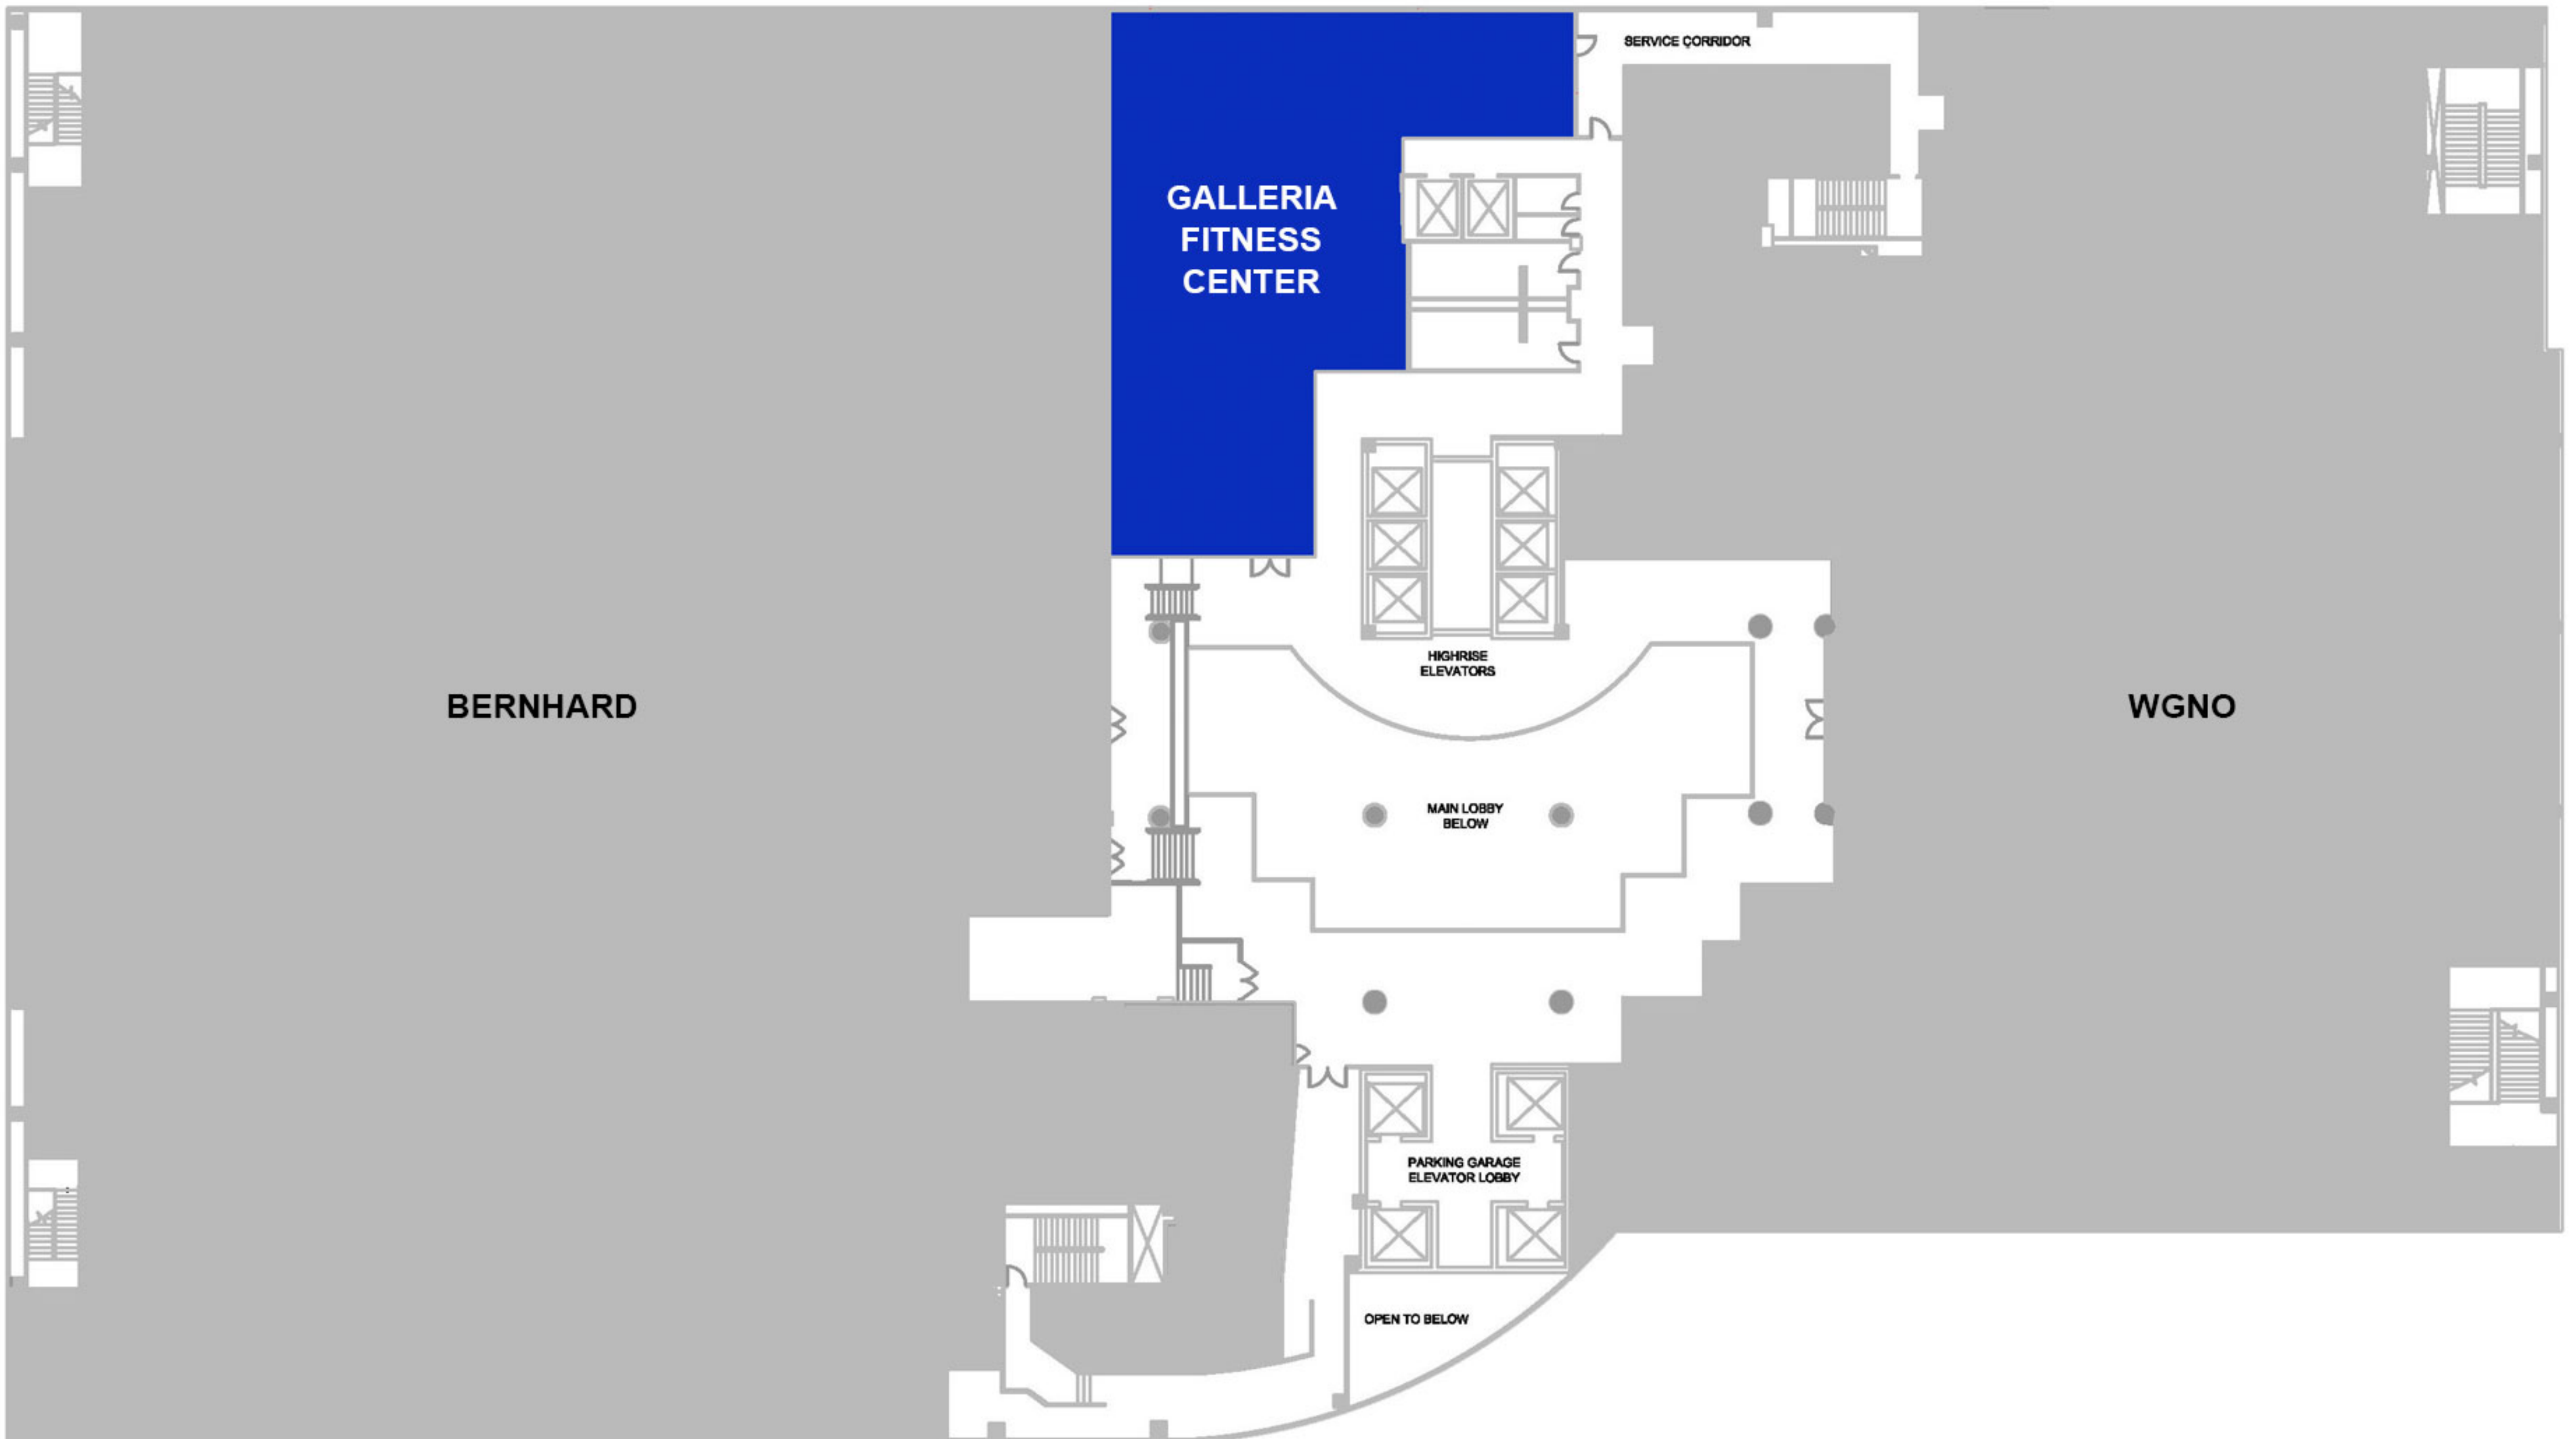 SERVICE CORRIDOR
GALLERIA
FITNESS
CENTER
HIGHRISE
ELEVATORS
BERNHARD
WGNO
MAIN LOBBY
BELOW
PARKING GARAGE
ELEVATOR LOBBY
OPEN TO BELOW